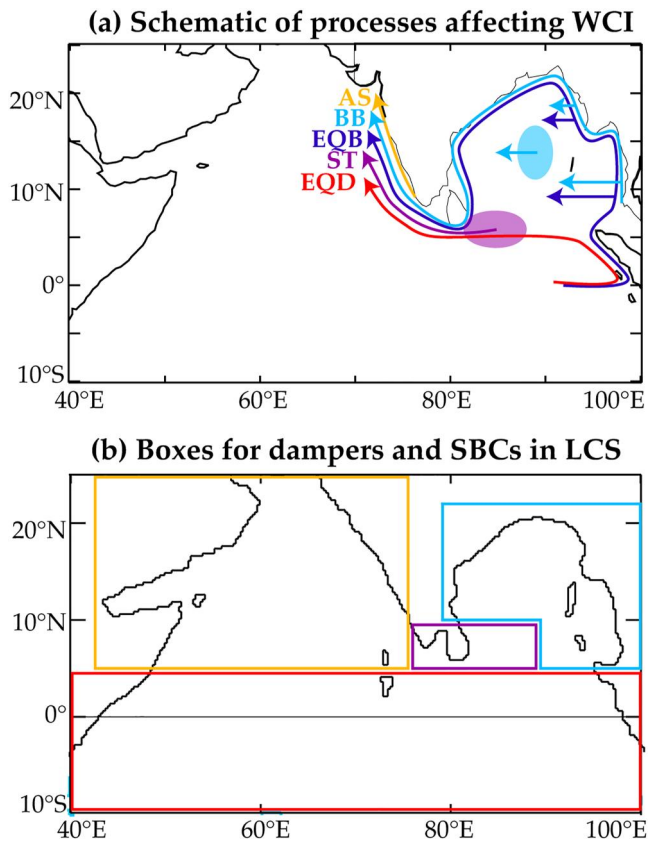 (a) Schematic of processes affecting WCI
20°N
AS
BB
EQB
ST
10°N
EQD
0°
10°S
40°E 60°E 80°E 100°E
(b) Boxes for dampers and SBCs in LCS
20°N
10°N
0°
10°S
40°E 60°E 80°E 100°E